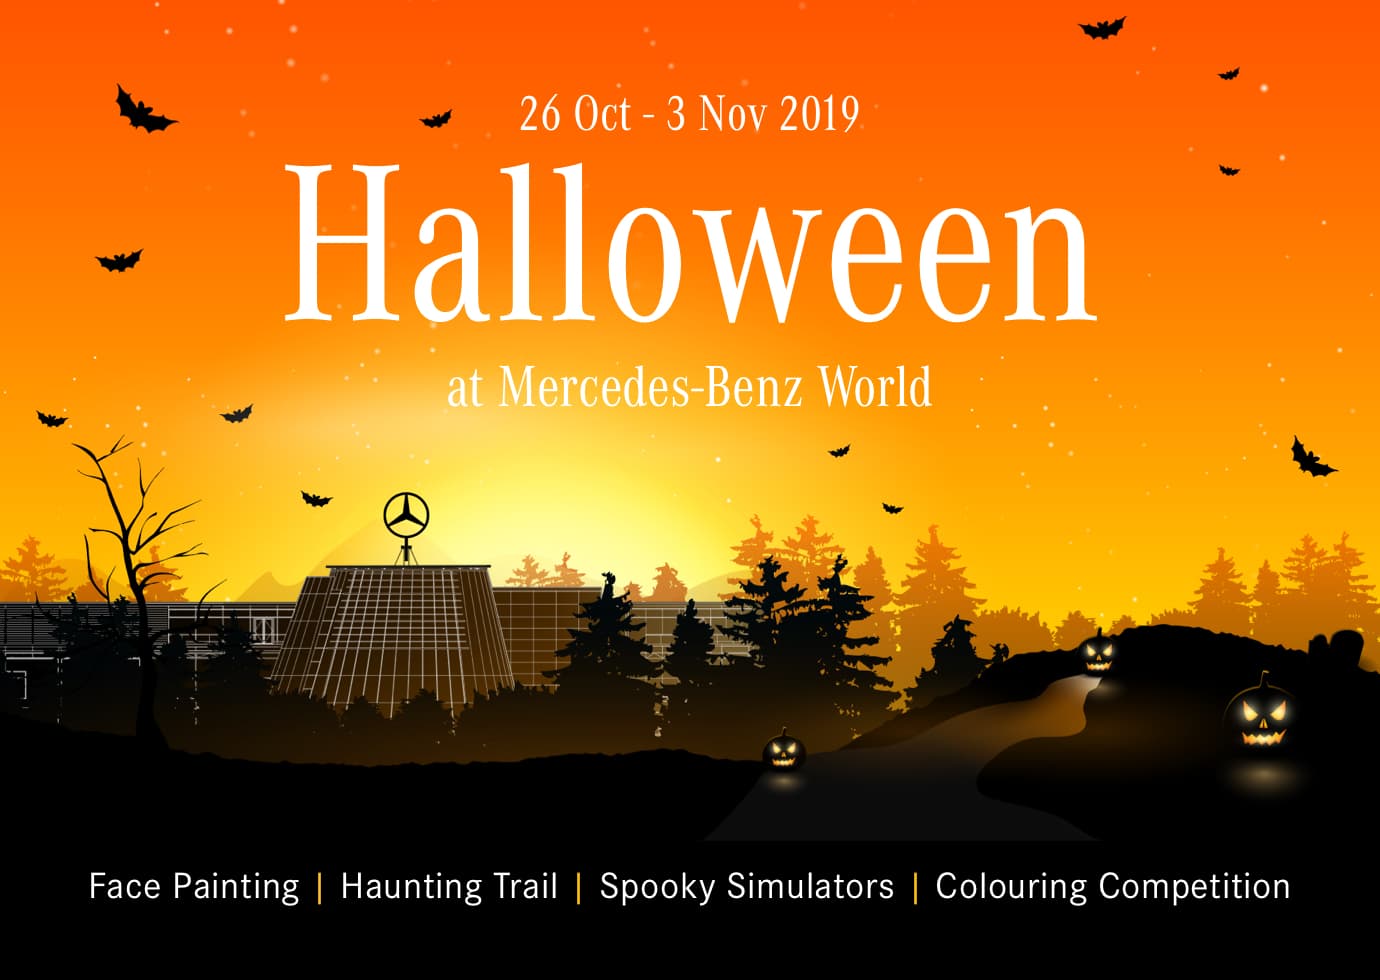 26 Oct - 3 Nov 2019
Halloween
at Mercedes-Benz World
Face Painting | Haunting Trail | Spooky Simulators | Colouring Competition